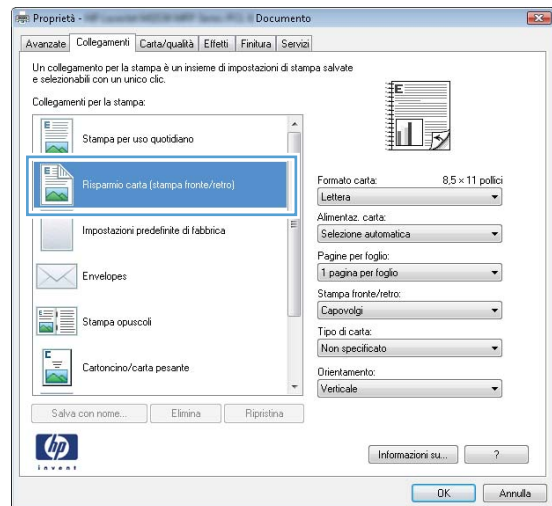 Proprietà -
Documento
Avanzate Collegamenti Carta/qualità Effetti Finitura Servizi
Un collegamento per la stampa è un insieme di impostazioni di stampa salvate
e selezionabili con un unico clic.
Collegamenti per la stampa:
Stampa per uso quotidiano
Risparmio carta (stampa fronte/retro)
Impostazioni predefinite di fabbrica
Envelopes
Stampa opuscoli
Cartoncino/carta pesante
Salva con nome... Elimina Ripristina
E
Formato carta: 8,5 × 11 pollici
Lettera
Alimentaz. carta:
Selezione automatica
Pagine per foglio:
1 pagina per foglio
Stampa fronte/retro:
Capovolgi
Tipo di carta:
Non specificato
Orientamento:
Verticale
hp
invent
Informazioni su... ?
OK Annulla